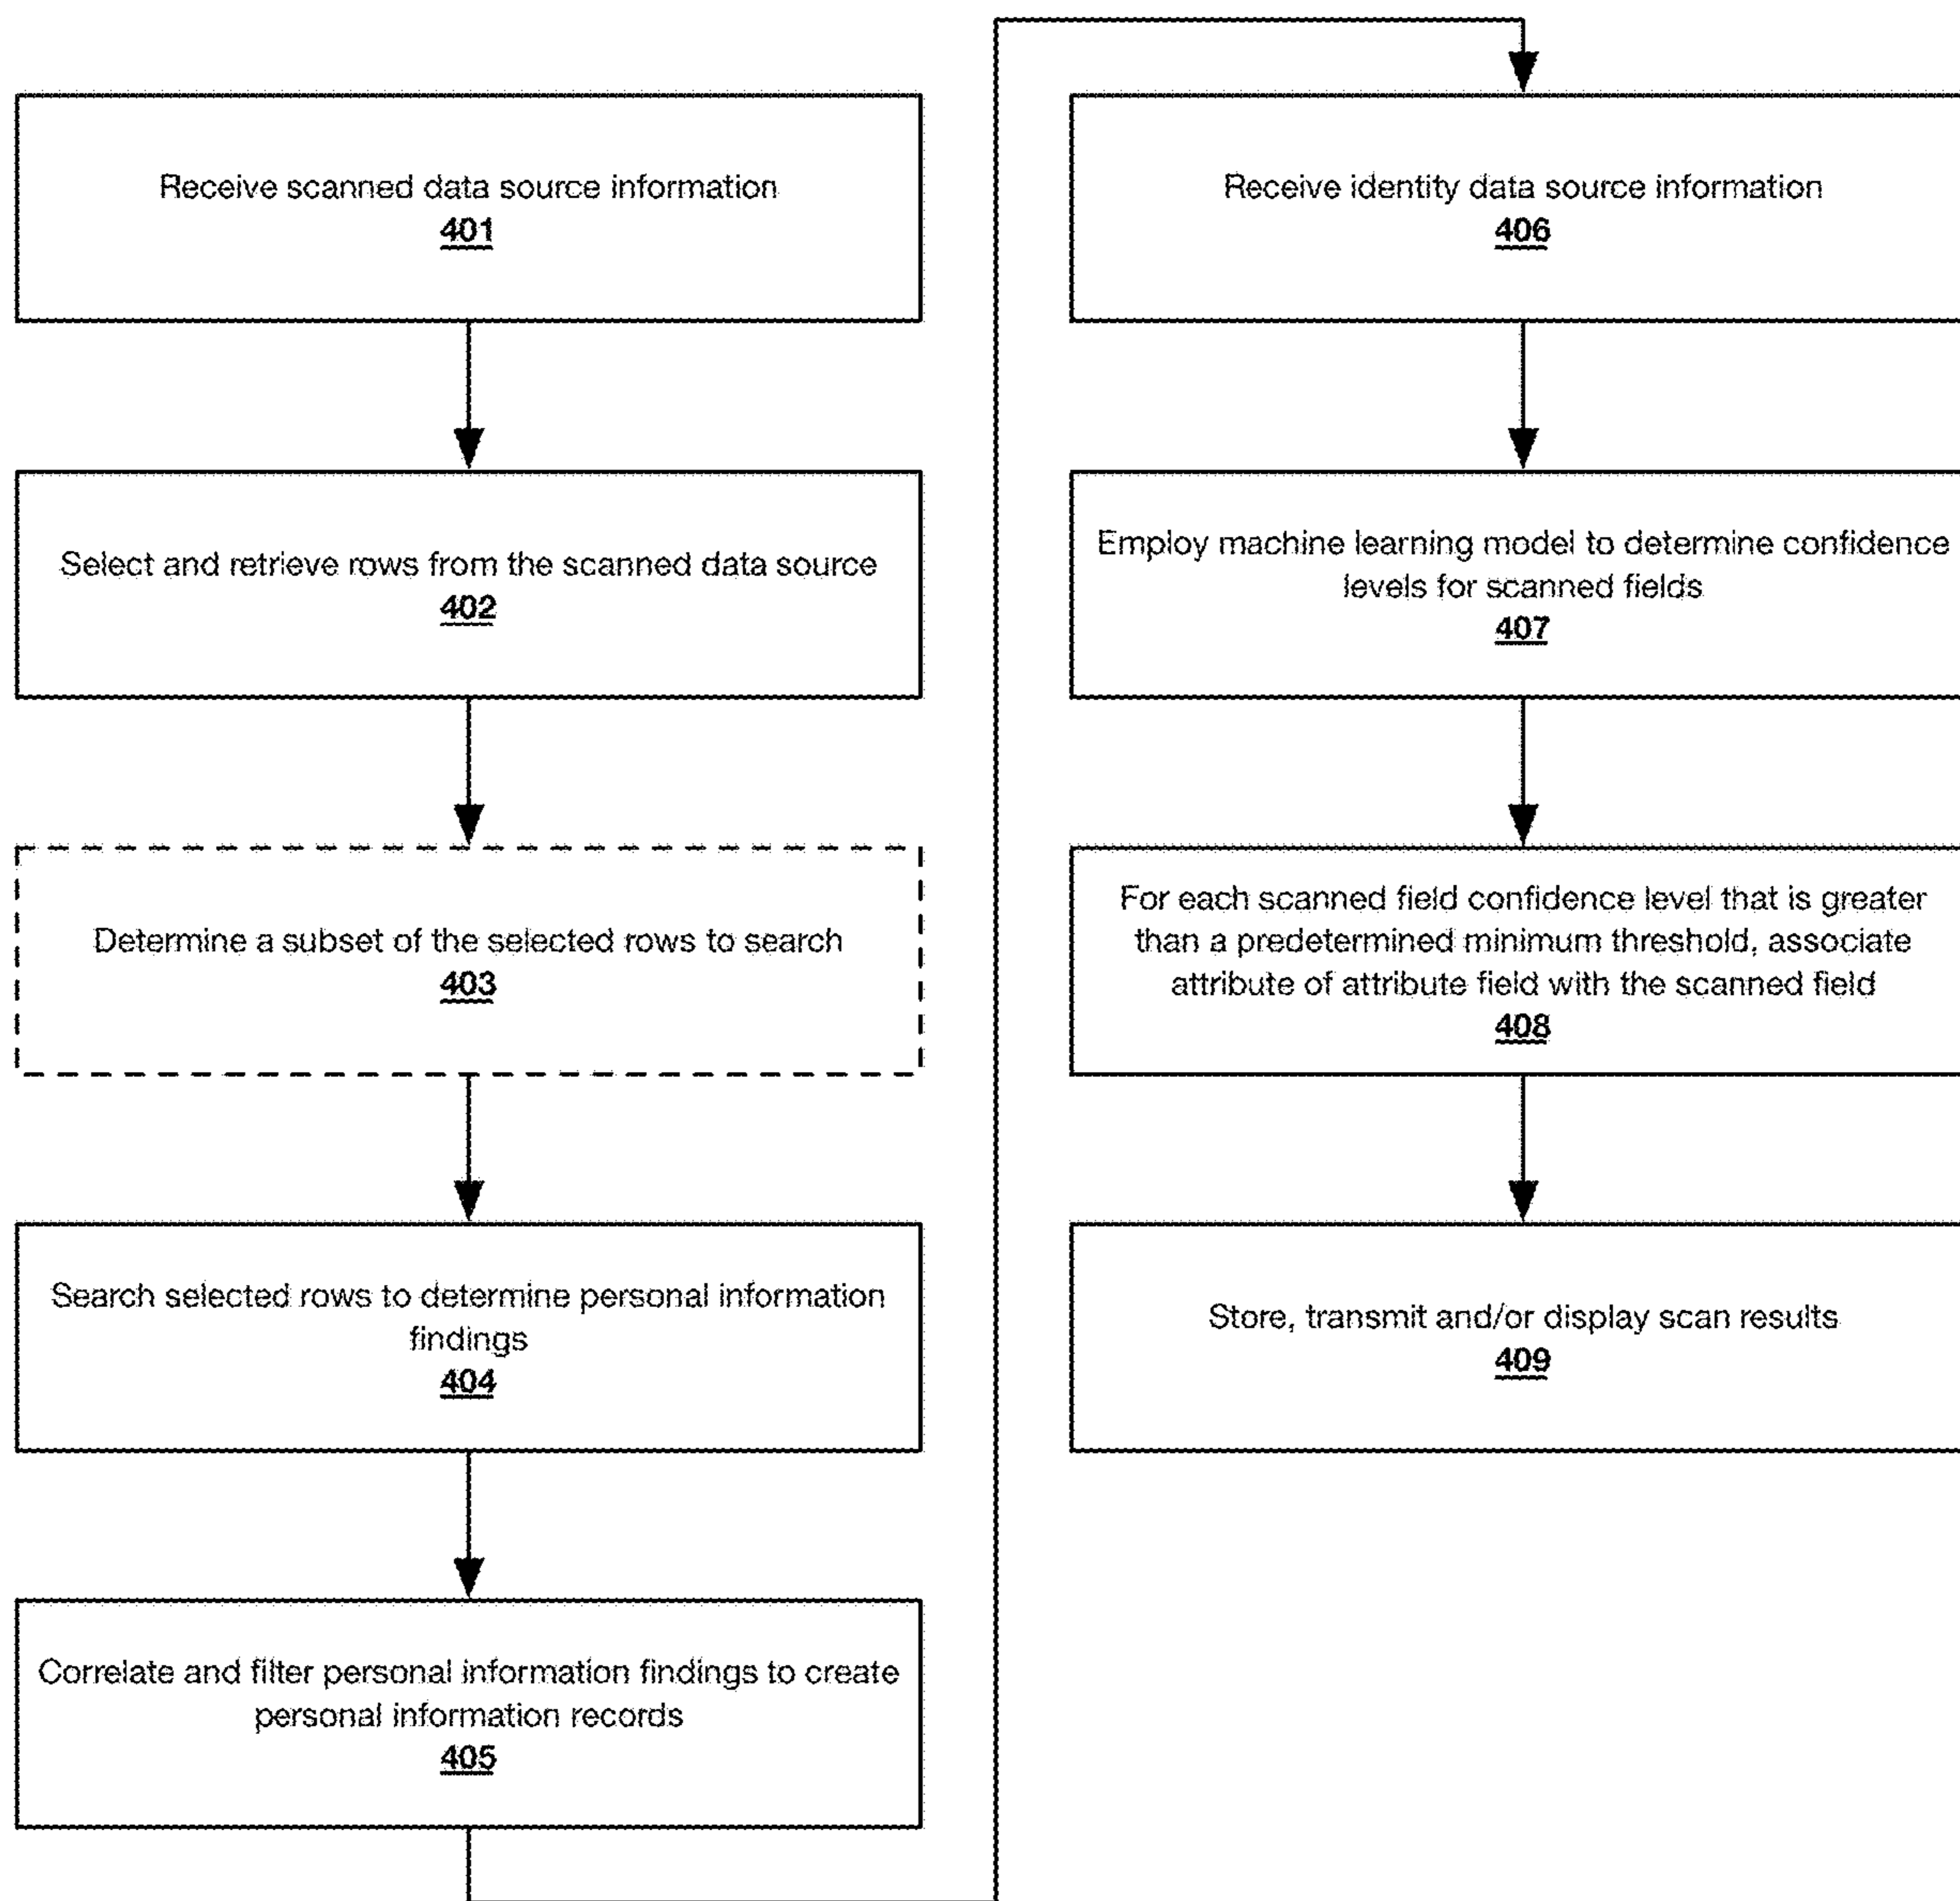 Receive scanned data source information
401
Select and retrieve rows from the scanned data source
402
Determine a subset of the selected rows to search
403
Search selected rows to determine personal information
findings
404
Correlate and filter personal information findings to create
personal information records
405
Receive identity data source information
406
Employ machine learning model to determine confidence
levels for scanned fields
407
For each scanned field confidence level that is greater
than a predetermined minimum threshold, associate
attribute of attribute field with the scanned field
408
Store, transmit and/or display scan results
409